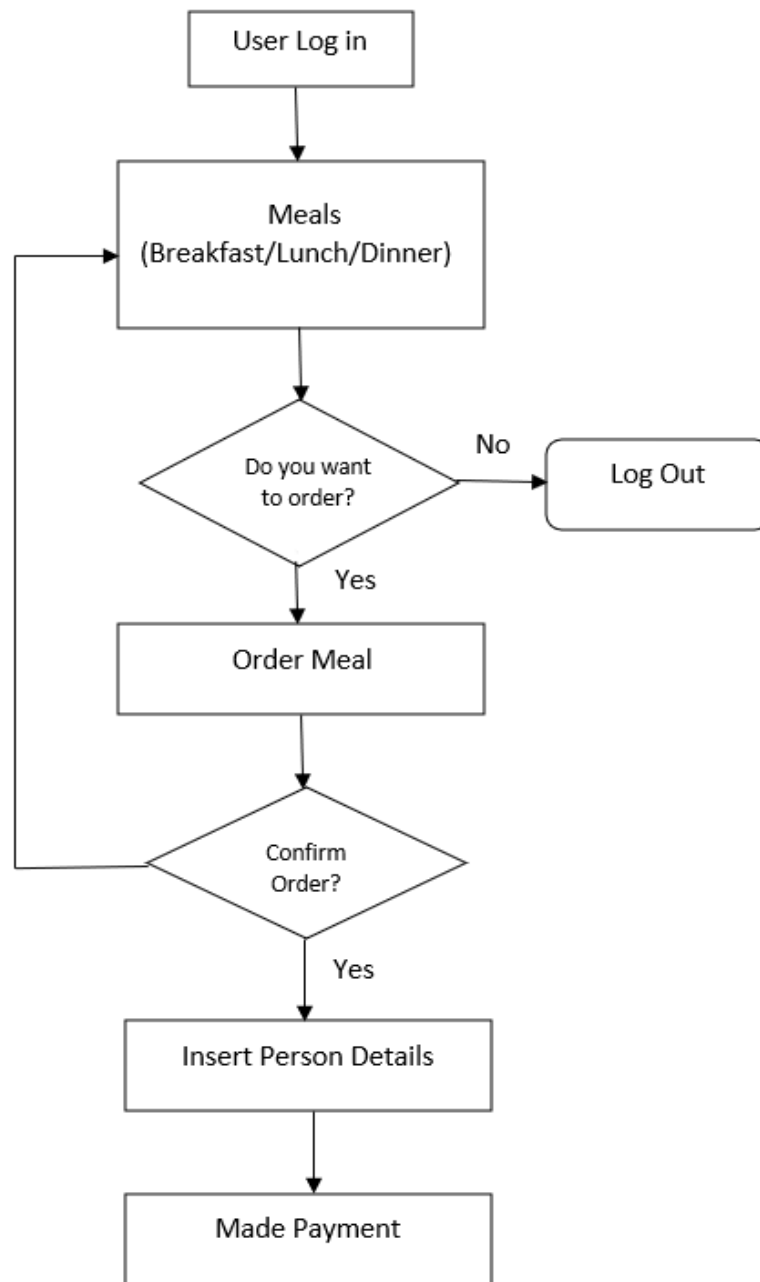 User Log in
Meals
(Breakfast/Lunch/Dinner)
Do you want
to order?
No
Log Out
Yes
Order Meal
Confirm
Order?
Yes
Insert Person Details
Made Payment